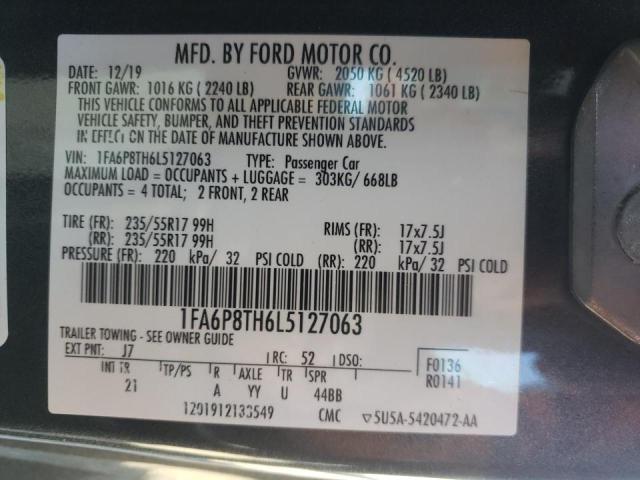 MFD. BY FORD MOTOR CO.
DATE: 12/19 GVWR: 2050 KG ( 4520 LB)
FRONT GAWR: 1016 KG ( 2240 LB) REAR GAWR: 1061 KG ( 2340 LB)
THIS VEHICLE CONFORMS TO ALL APPLICABLE FEDERAL MOTOR
VEHICLE SAFETY, BUMPER, AND THEFT PREVENTION STANDARDS
IN EFFECT ON THE DATE OF MANUFACTURE SHOWN ABOVE.
VIN: 1FA6P8TH6L5127063 TYPE: Passenger Car
MAXIMUM LOAD = OCCUPANTS + LUGGAGE = 303KG/ 668LB
OCCUPANTS = 4 TOTAL; 2 FRONT, 2 REAR
TIRE (FR): 235/55R17 99H RIMS (FR): 17x7.5J
(RR): 235/55R17 99H (RR): 17x7.5J
PRESSURE (FR): 220 kPa/ 32 PSI COLD (RR): 220 kPa/ 32 PSI COLD
1FA6P8TH6L5127063
TRAILER TOWING - SEE OWNER GUIDE
EXT PNT: J7 RC: 52 DSO: F0136
INT TR TP/PS R AXLE TR SPR R0141
21 A YY U 44BB
CMC ▽5U5A-5420472-AA